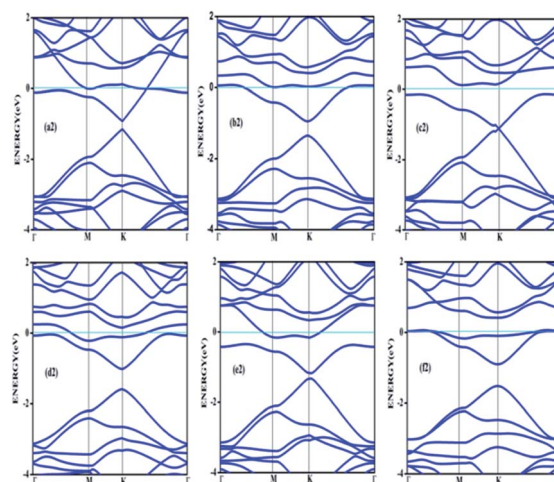 2
2
2
ENERGY(eV)
0
ENERGY(eV)
0
ENERGY(eV)
0
(a2)
(b2)
(c2)
-2
-2
-2
-4
-4
-4
Γ M K Γ
Γ M K Γ
Γ M K Γ
2
2
2
ENERGY(eV)
0
ENERGY(eV)
0
ENERGY(eV)
0
(d2)
(e2)
(f2)
-2
-2
-2
-4
-4
-4
Γ M K Γ
Γ M K Γ
Γ M K Γ